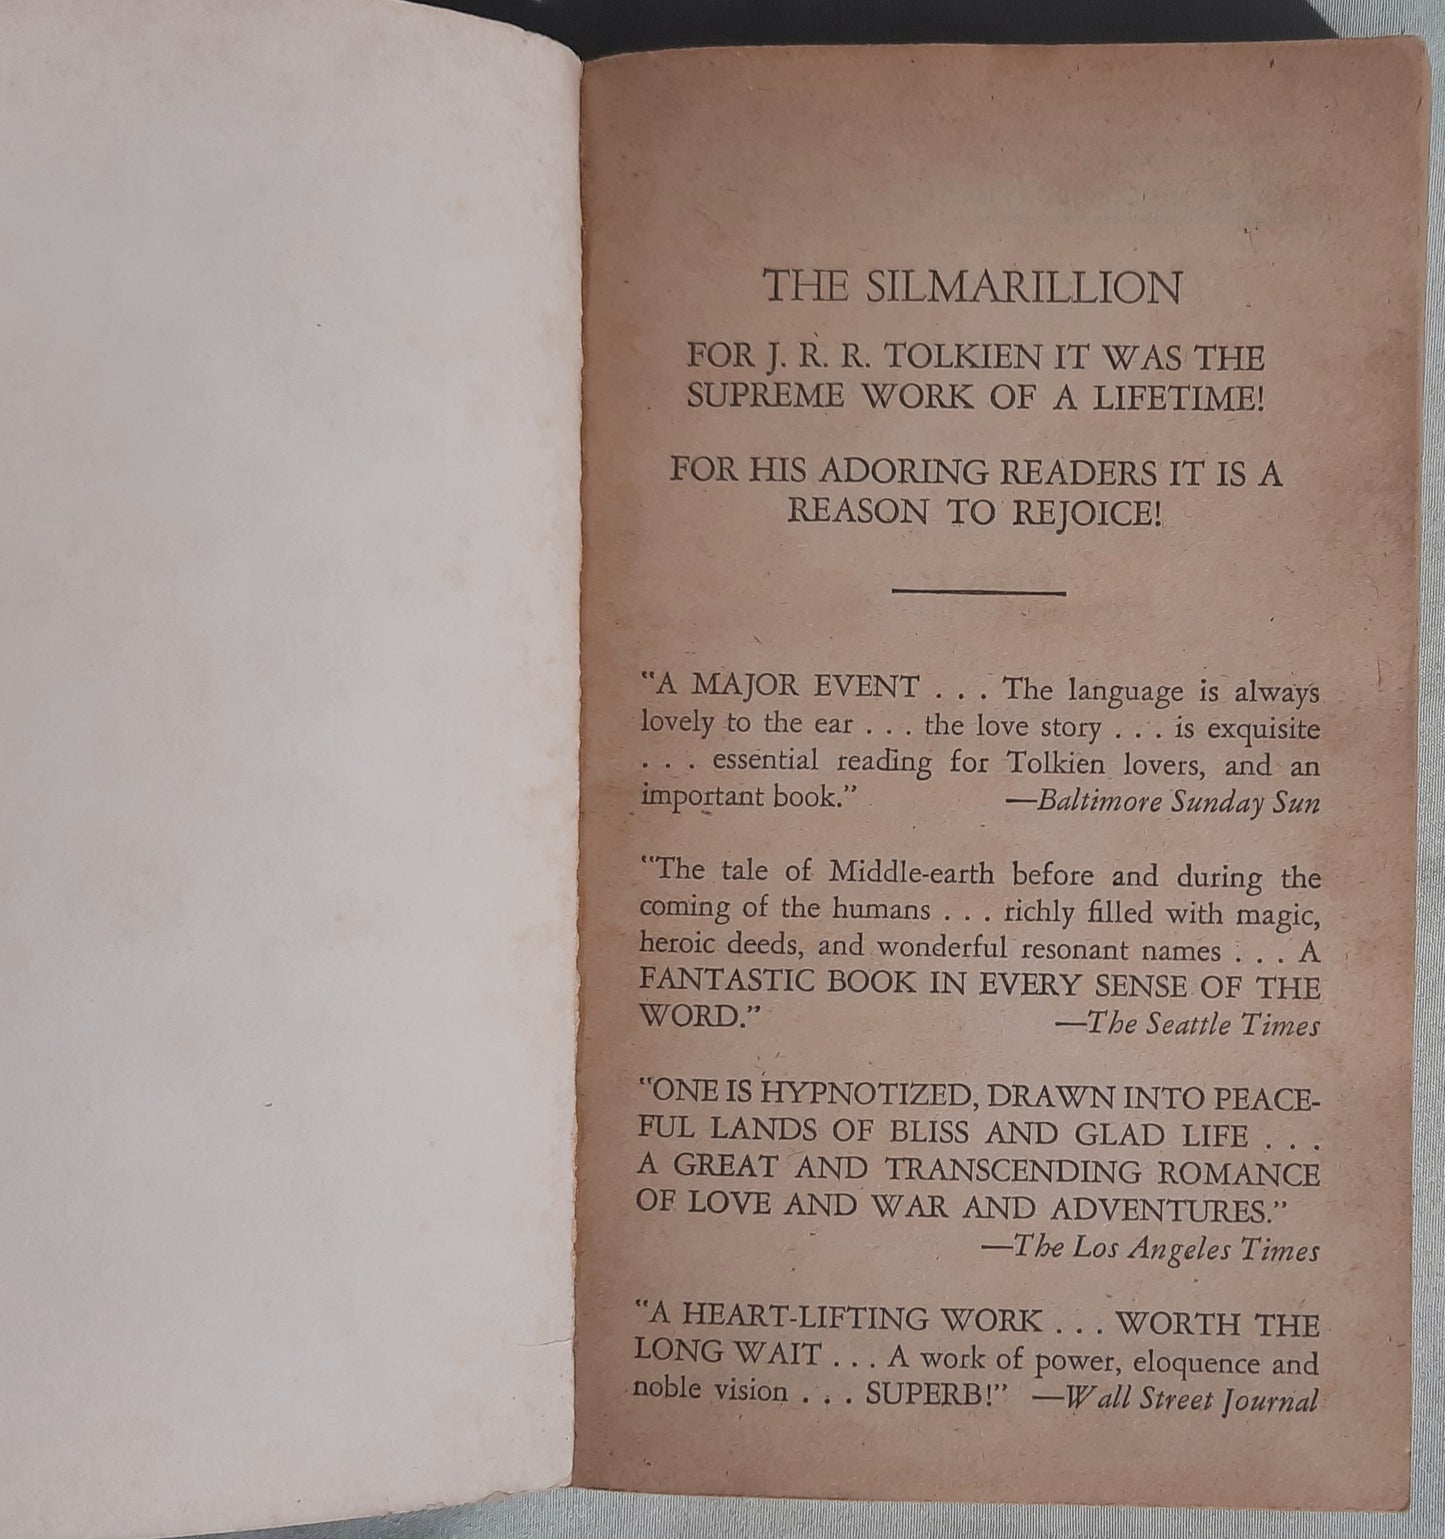 THE SILMARILLION
FOR J. R. R. TOLKIEN IT WAS THE
SUPREME WORK OF A LIFETIME!
FOR HIS ADORING READERS IT IS A
REASON TO REJOICE!
"A MAJOR EVENT . . . The language is always
lovely to the ear . . . the love story . . . is exquisite
. . . essential reading for Tolkien lovers, and an
important book." —Baltimore Sunday Sun
"The tale of Middle-earth before and during the
coming of the humans . . . richly filled with magic,
heroic deeds, and wonderful resonant names . . . A
FANTASTIC BOOK IN EVERY SENSE OF THE
WORD." —The Seattle Times
"ONE IS HYPNOTIZED, DRAWN INTO PEACE-
FUL LANDS OF BLISS AND GLAD LIFE . . .
A GREAT AND TRANSCENDING ROMANCE
OF LOVE AND WAR AND ADVENTURES."
—The Los Angeles Times
"A HEART-LIFTING WORK . . . WORTH THE
LONG WAIT . . . A work of power, eloquence and
noble vision . . . SUPERB!" —Wall Street Journal